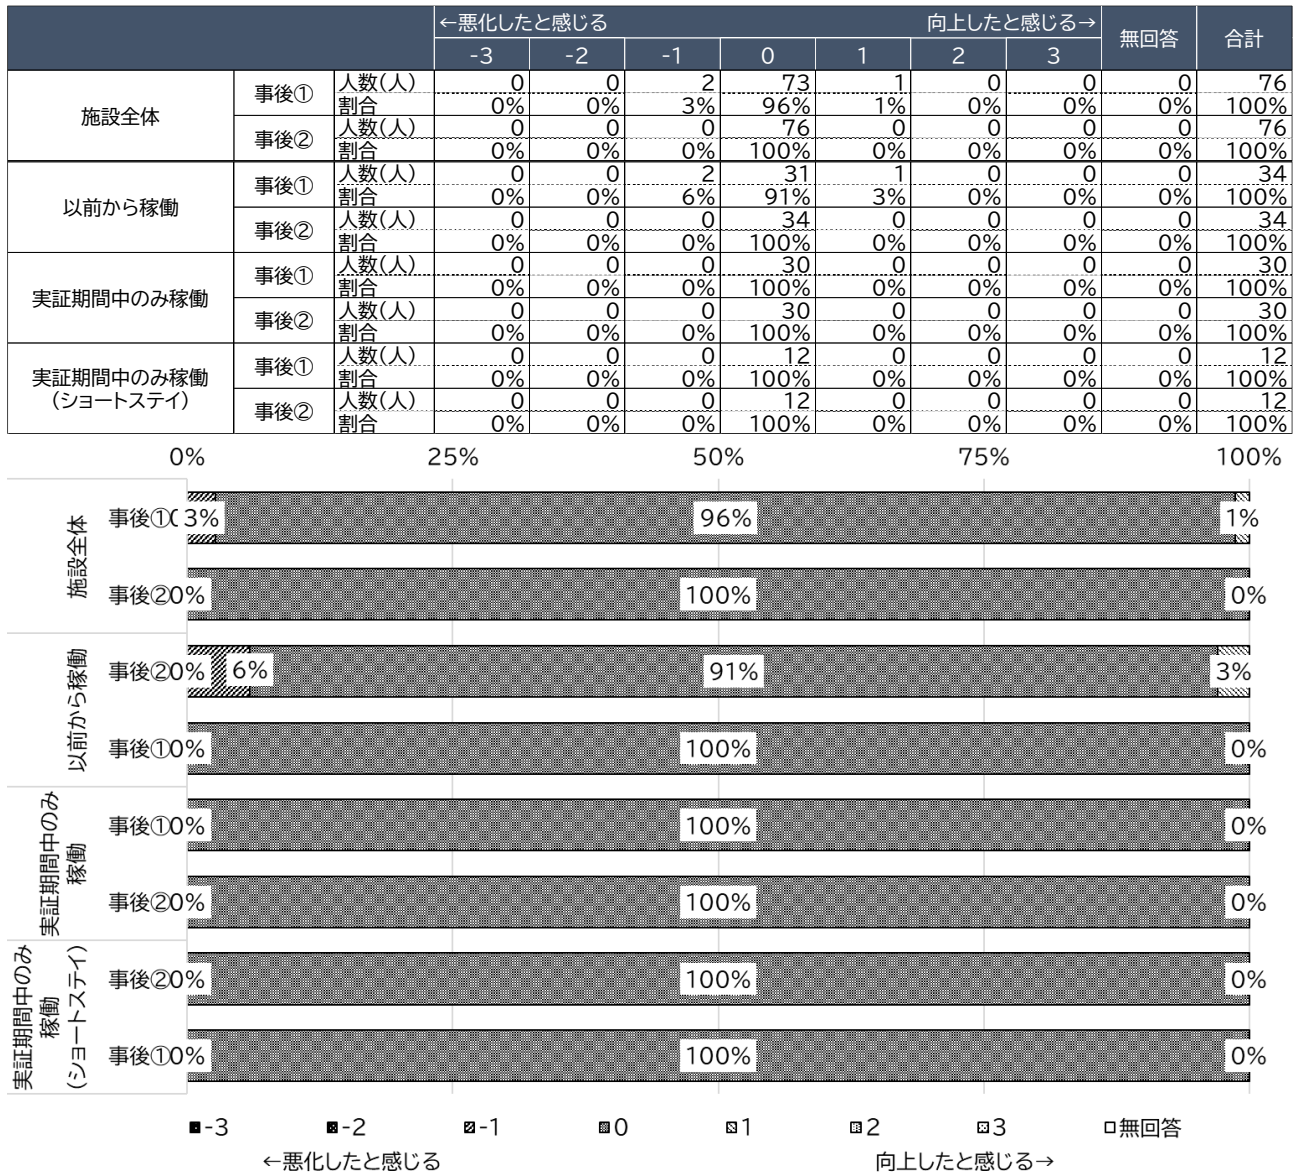 ←悪化したと感じる 向上したと感じる→ 無回答 合計
-3 -2 -1 0 1 2 3
施設全体 事後① 人数(人) 0 0 2 73 1 0 0 0 76
割合 0% 0% 3% 96% 1% 0% 0% 0% 100%
事後② 人数(人) 0 0 0 76 0 0 0 0 76
割合 0% 0% 0% 100% 0% 0% 0% 0% 100%
以前から稼働 事後① 人数(人) 0 0 2 31 1 0 0 0 34
割合 0% 0% 6% 91% 3% 0% 0% 0% 100%
事後② 人数(人) 0 0 0 34 0 0 0 0 34
割合 0% 0% 0% 100% 0% 0% 0% 0% 100%
実証期間中のみ稼働 事後① 人数(人) 0 0 0 30 0 0 0 0 30
割合 0% 0% 0% 100% 0% 0% 0% 0% 100%
事後② 人数(人) 0 0 0 30 0 0 0 0 30
割合 0% 0% 0% 100% 0% 0% 0% 0% 100%
実証期間中のみ稼働
(ショートステイ) 事後① 人数(人) 0 0 0 12 0 0 0 0 12
割合 0% 0% 0% 100% 0% 0% 0% 0% 100%
事後② 人数(人) 0 0 0 12 0 0 0 0 12
割合 0% 0% 0% 100% 0% 0% 0% 0% 100%
0% 25% 50% 75% 100%
施設全体
事後① 3% 96% 1%
事後② 0% 100% 0%
以前から稼働
事後② 0% 6% 91% 3%
事後① 0% 100% 0%
実証期間中のみ
稼働
事後① 0% 100% 0%
事後② 0% 100% 0%
実証期間中のみ
稼働
(ショートステイ)
事後② 0% 100% 0%
事後① 0% 100% 0%
-3 -2 -1 0 1 2 3 無回答
←悪化したと感じる 向上したと感じる→